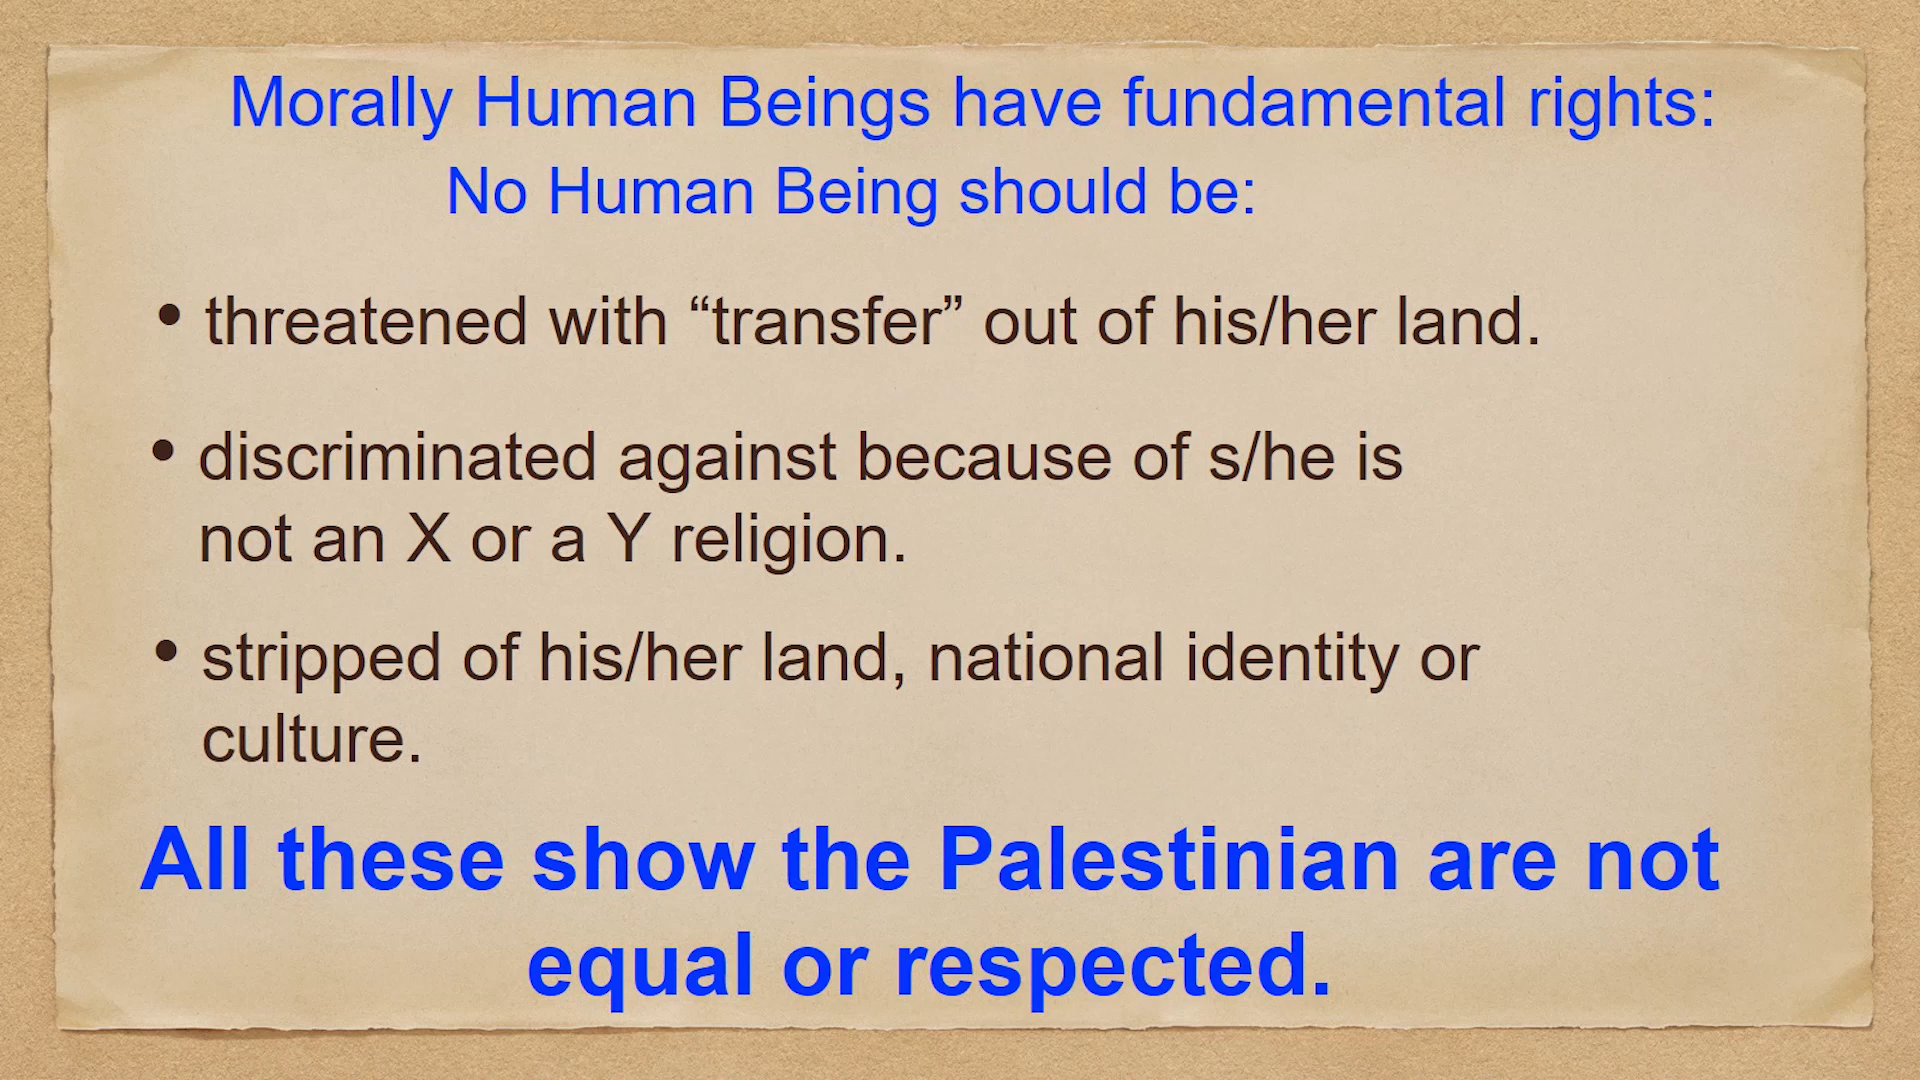 Morally Human Beings have fundamental rights:
No Human Being should be:
• threatened with “transfer” out of his/her land.
• discriminated against because of s/he is
not an X or a Y religion.
• stripped of his/her land, national identity or
culture.
All these show the Palestinian are not
equal or respected.